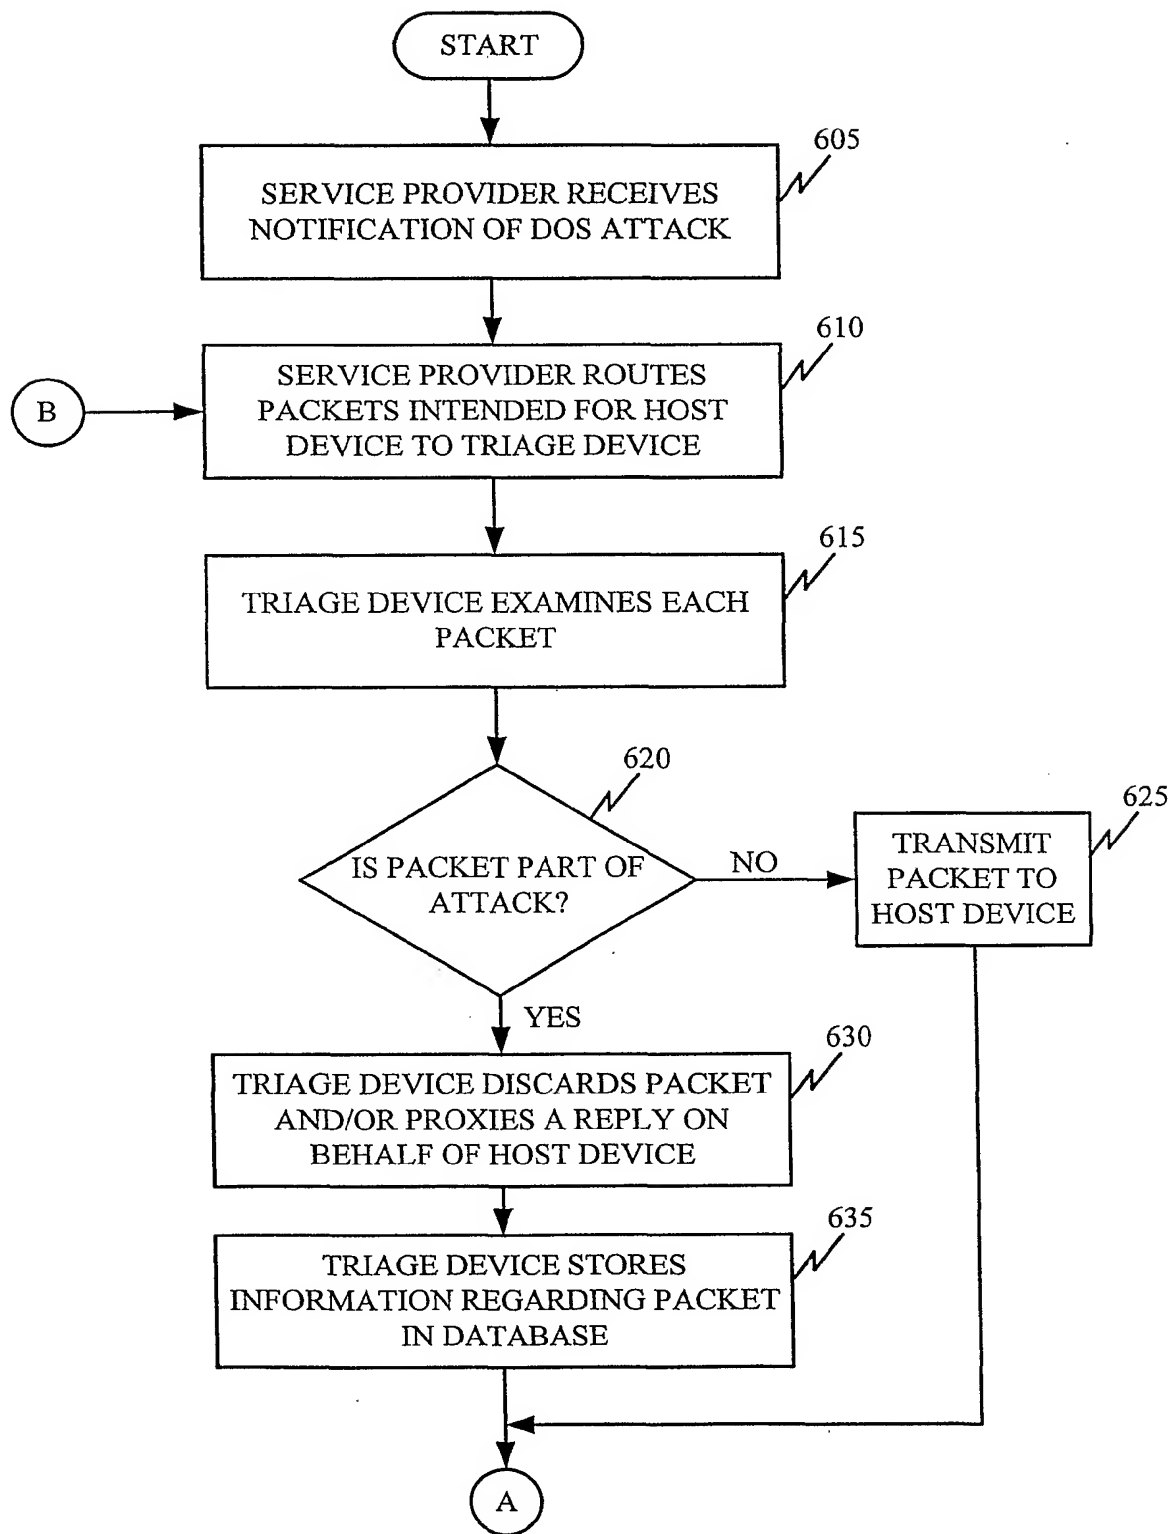 START
605
SERVICE PROVIDER RECEIVES
NOTIFICATION OF DOS ATTACK
610
SERVICE PROVIDER ROUTES
PACKETS INTENDED FOR HOST
DEVICE TO TRIAGE DEVICE
B
615
TRIAGE DEVICE EXAMINES EACH
PACKET
620
IS PACKET PART OF
ATTACK?
NO
625
TRANSMIT
PACKET TO
HOST DEVICE
YES
630
TRIAGE DEVICE DISCARDS PACKET
AND/OR PROXIES A REPLY ON
BEHALF OF HOST DEVICE
635
TRIAGE DEVICE STORES
INFORMATION REGARDING PACKET
IN DATABASE
A